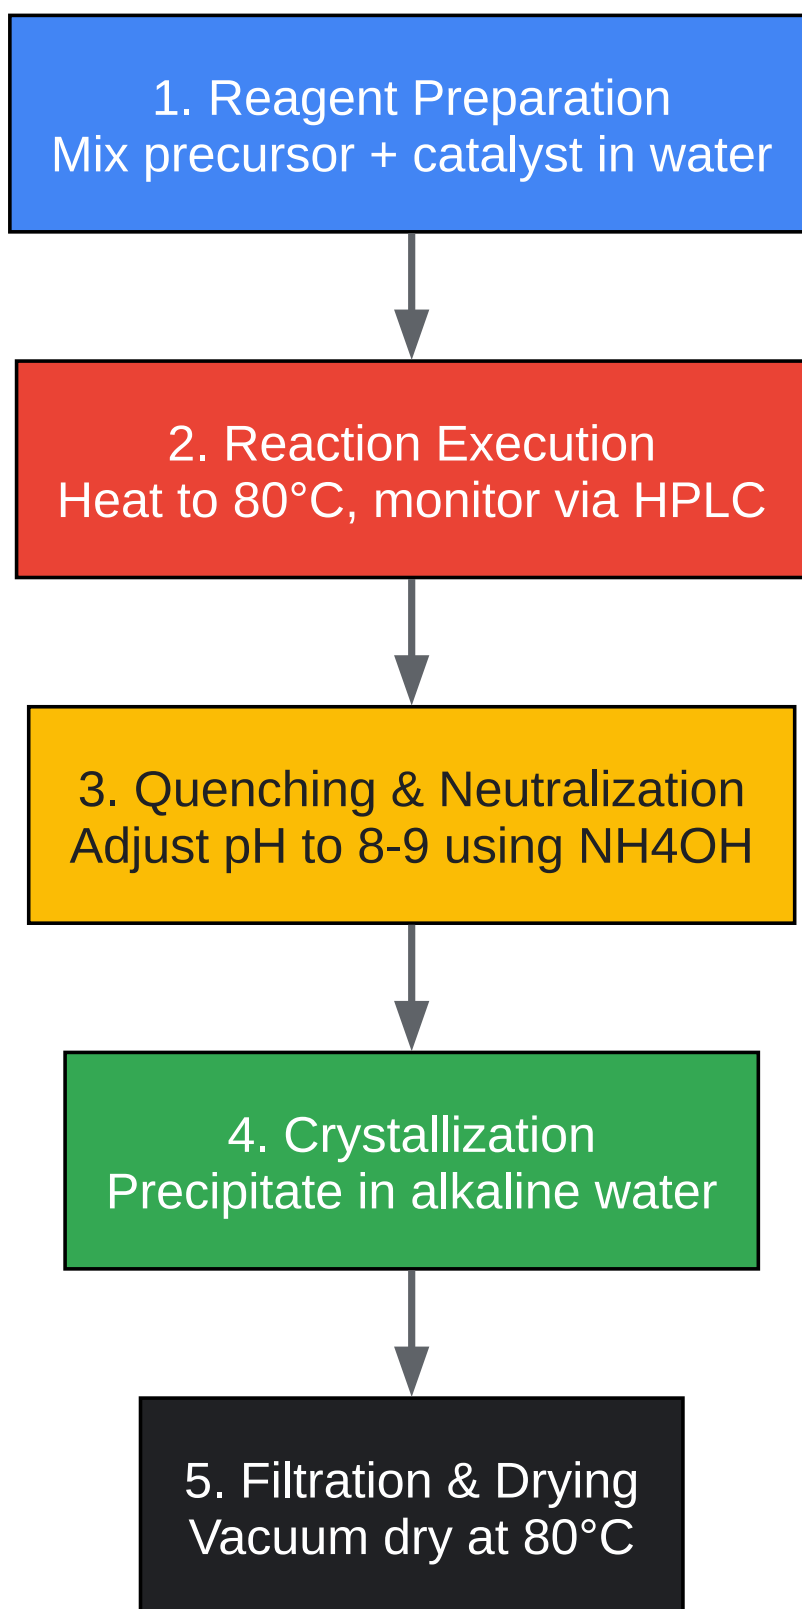 1. Reagent Preparation
Mix precursor + catalyst in water
2. Reaction Execution
Heat to 80°C, monitor via HPLC
3. Quenching & Neutralization
Adjust pH to 8-9 using NH4OH
4. Crystallization
Precipitate in alkaline water
5. Filtration & Drying
Vacuum dry at 80°C